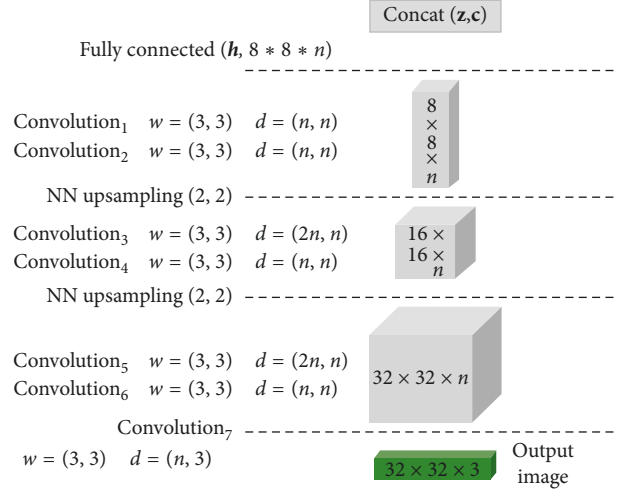 Concat (z,c)
Fully connected (h, 8 * 8 * n)
8
×
8
×
n
Convolution₁ w = (3, 3) d = (n, n)
Convolution₂ w = (3, 3) d = (n, n)
NN upsampling (2, 2)
16 ×
16 ×
n
Convolution₃ w = (3, 3) d = (2n, n)
Convolution₄ w = (3, 3) d = (n, n)
NN upsampling (2, 2)
Convolution₅ w = (3, 3) d = (2n, n)
32 × 32 × n
Convolution₆ w = (3, 3) d = (n, n)
Convolution₇
w = (3, 3) d = (n, 3)
32 × 32 × 3
Output
image